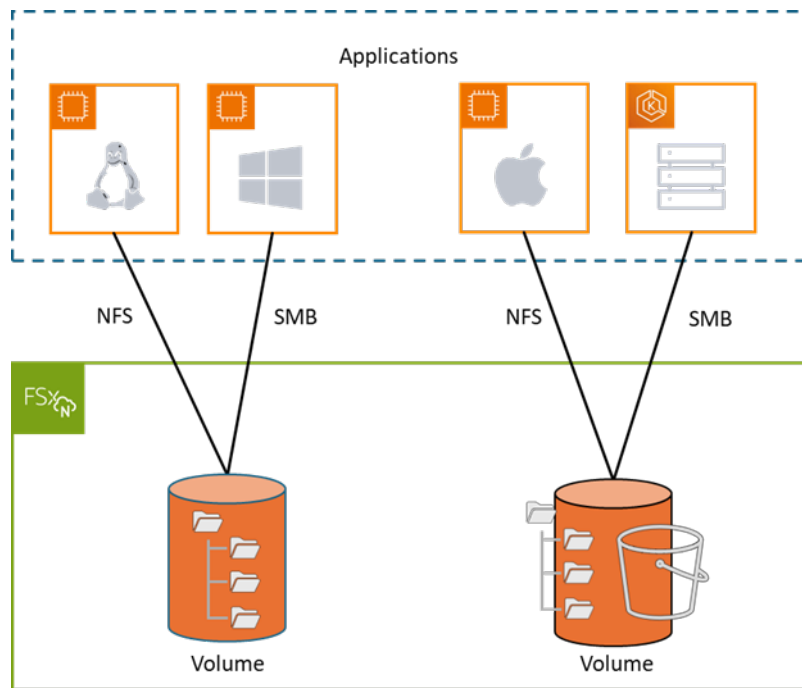 Applications
K
NFS
SMB
NFS
SMB
FSx
N
Volume
Volume